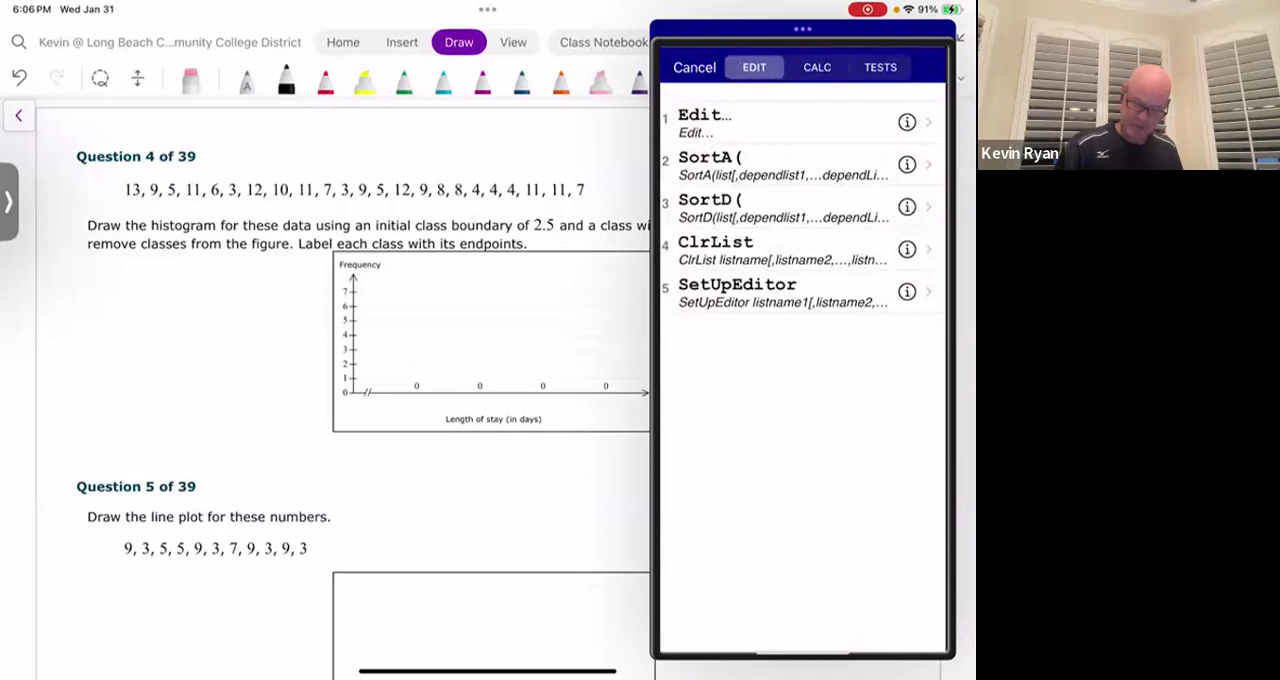 6:06 PM Wed Jan 31
91%
Kevin @ Long Beach C...munity College District
Home
Insert
Draw
View
Class Notebook
A
Question 4 of 39
13, 9, 5, 11, 6, 3, 12, 10, 11, 7, 3, 9, 5, 12, 9, 8, 8, 4, 4, 4, 11, 11, 7
Draw the histogram for these data using an initial class boundary of 2.5 and a class wi
remove classes from the figure. Label each class with its endpoints.
Frequency
7
6
5
4
3
2
1
0
0 0 0 0
Length of stay (in days)
Question 5 of 39
Draw the line plot for these numbers.
9, 3, 5, 5, 9, 3, 7, 9, 3, 9, 3
Cancel
EDIT
CALC
TESTS
1 Edit…
Edit…
2 SortA(
SortA(list[,dependlist1,…dependLi…
3 SortD(
SortD(list[,dependlist1,…dependLi…
4 ClrList
ClrList listname[,listname2,…,listn…
5 SetUpEditor
SetUpEditor listname1[,listname2,…
Kevin Ryan